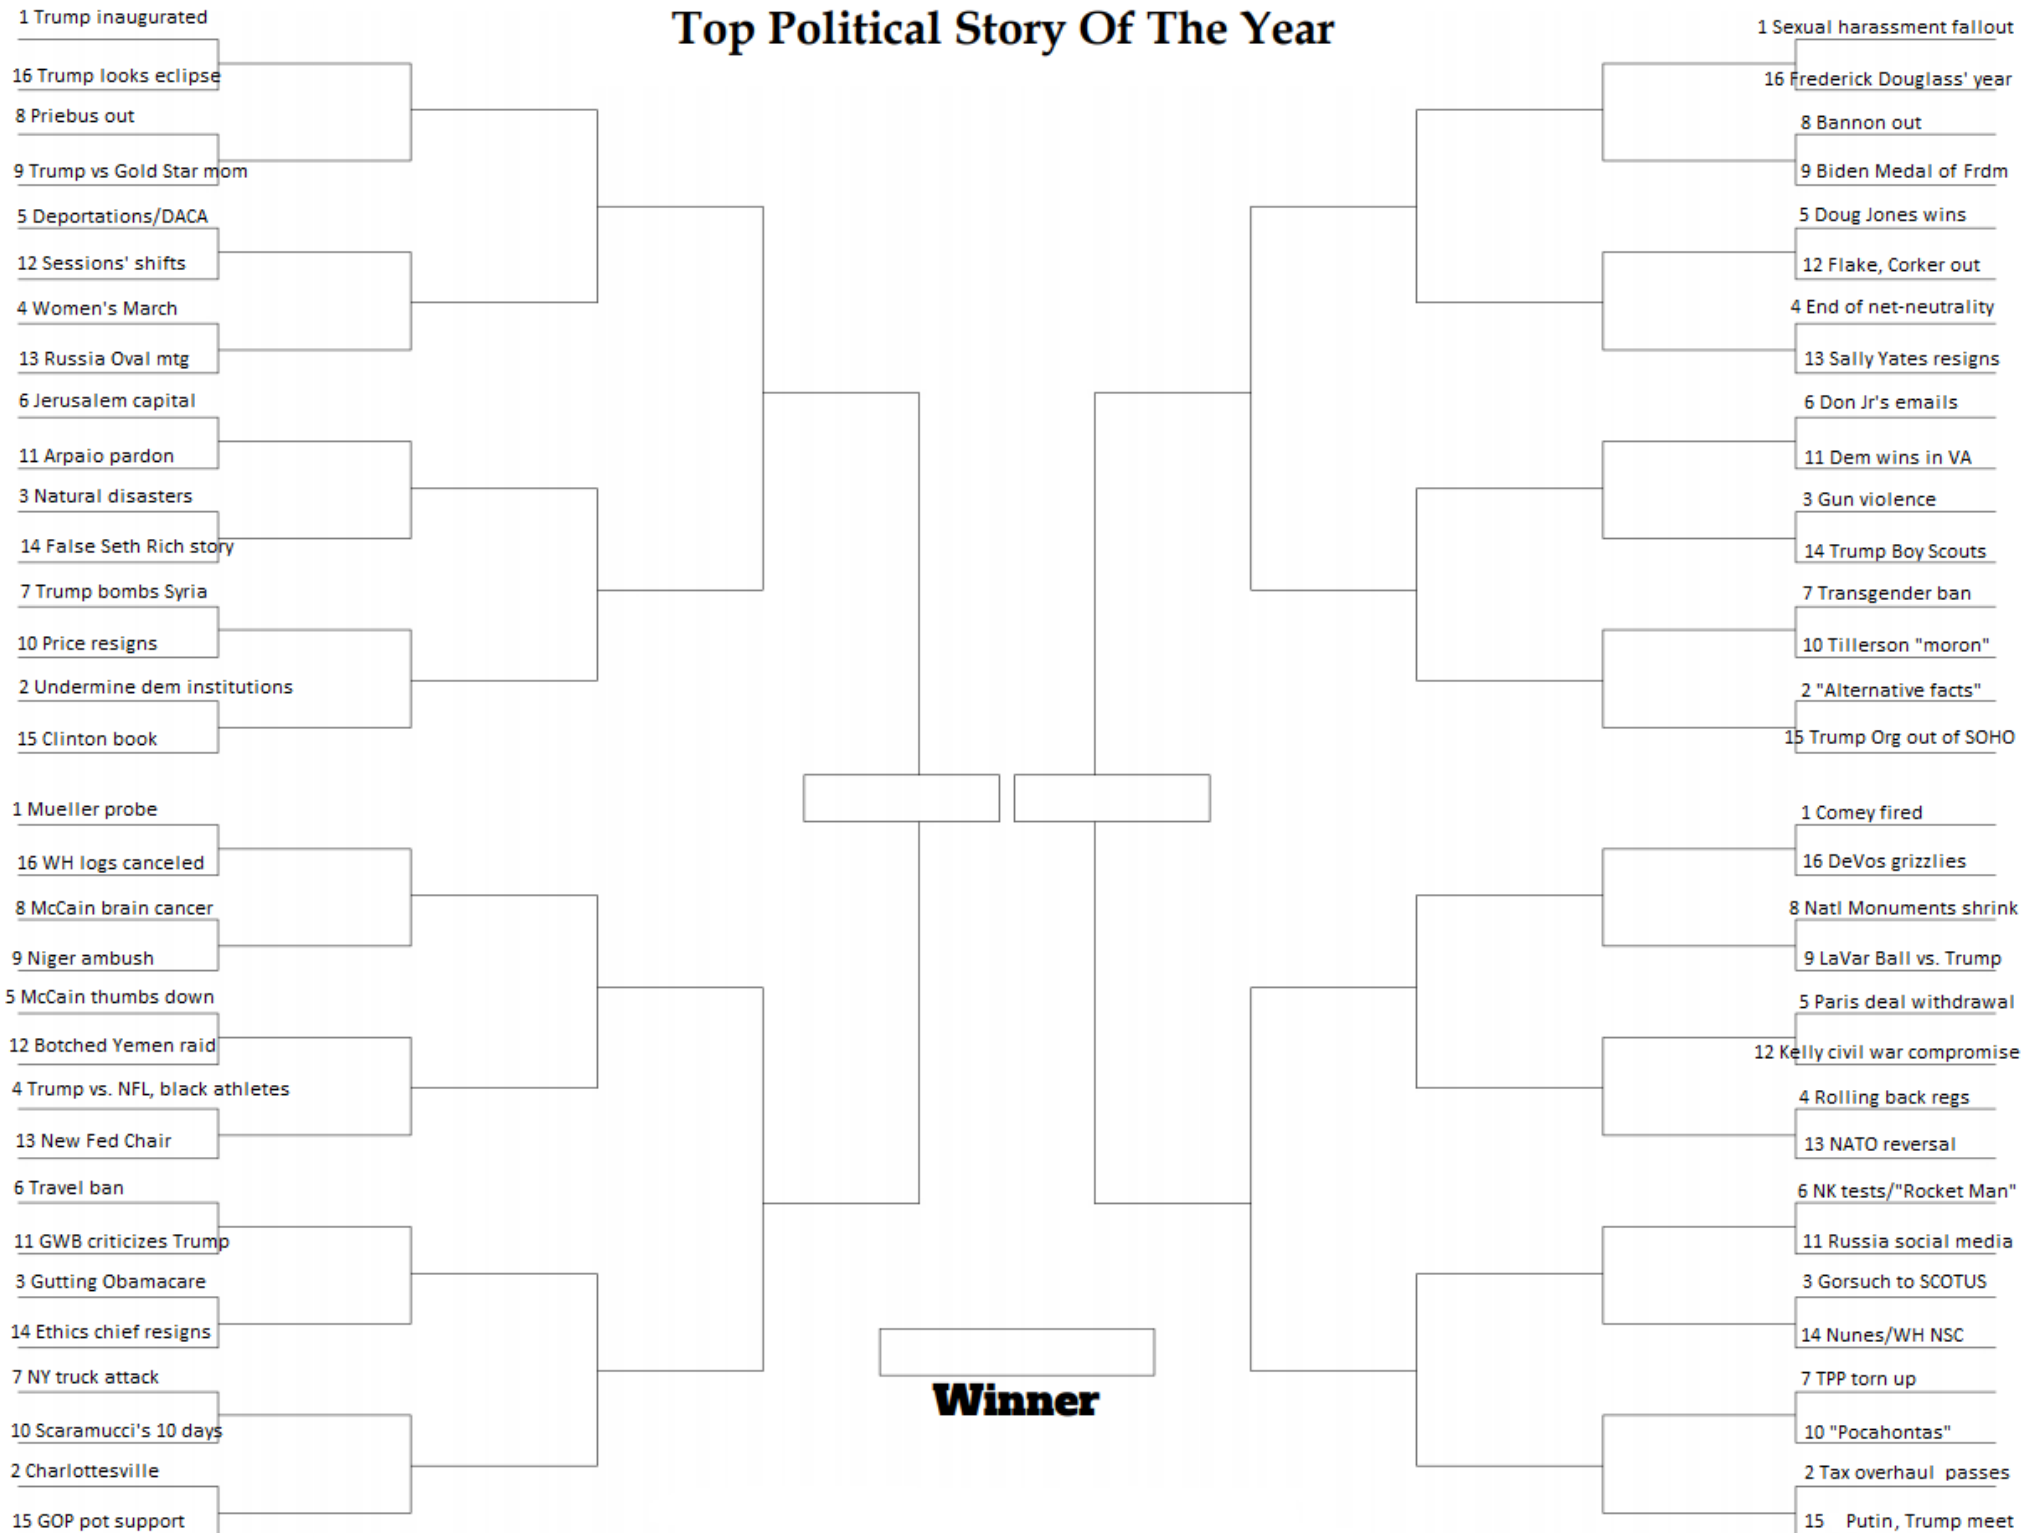 Top Political Story Of The Year
1 Trump inaugurated
16 Trump looks eclipse
8 Priebus out
9 Trump vs Gold Star mom
5 Deportations/DACA
12 Sessions' shifts
4 Women's March
13 Russia Oval mtg
6 Jerusalem capital
11 Arpaio pardon
3 Natural disasters
14 False Seth Rich story
7 Trump bombs Syria
10 Price resigns
2 Undermine dem institutions
15 Clinton book
1 Mueller probe
16 WH logs canceled
8 McCain brain cancer
9 Niger ambush
5 McCain thumbs down
12 Botched Yemen raid
4 Trump vs. NFL, black athletes
13 New Fed Chair
6 Travel ban
11 GWB criticizes Trump
3 Gutting Obamacare
14 Ethics chief resigns
7 NY truck attack
10 Scaramucci's 10 days
2 Charlottesville
15 GOP pot support
1 Sexual harassment fallout
16 Frederick Douglass' year
8 Bannon out
9 Biden Medal of Frdm
5 Doug Jones wins
12 Flake, Corker out
4 End of net-neutrality
13 Sally Yates resigns
6 Don Jr's emails
11 Dem wins in VA
3 Gun violence
14 Trump Boy Scouts
7 Transgender ban
10 Tillerson "moron"
2 "Alternative facts"
15 Trump Org out of SOHO
1 Comey fired
16 DeVos grizzlies
8 Natl Monuments shrink
9 LaVar Ball vs. Trump
5 Paris deal withdrawal
12 Kelly civil war compromise
4 Rolling back regs
13 NATO reversal
6 NK tests/"Rocket Man"
11 Russia social media
3 Gorsuch to SCOTUS
14 Nunes/WH NSC
7 TPP torn up
10 "Pocahontas"
2 Tax overhaul passes
15 Putin, Trump meet
Winner